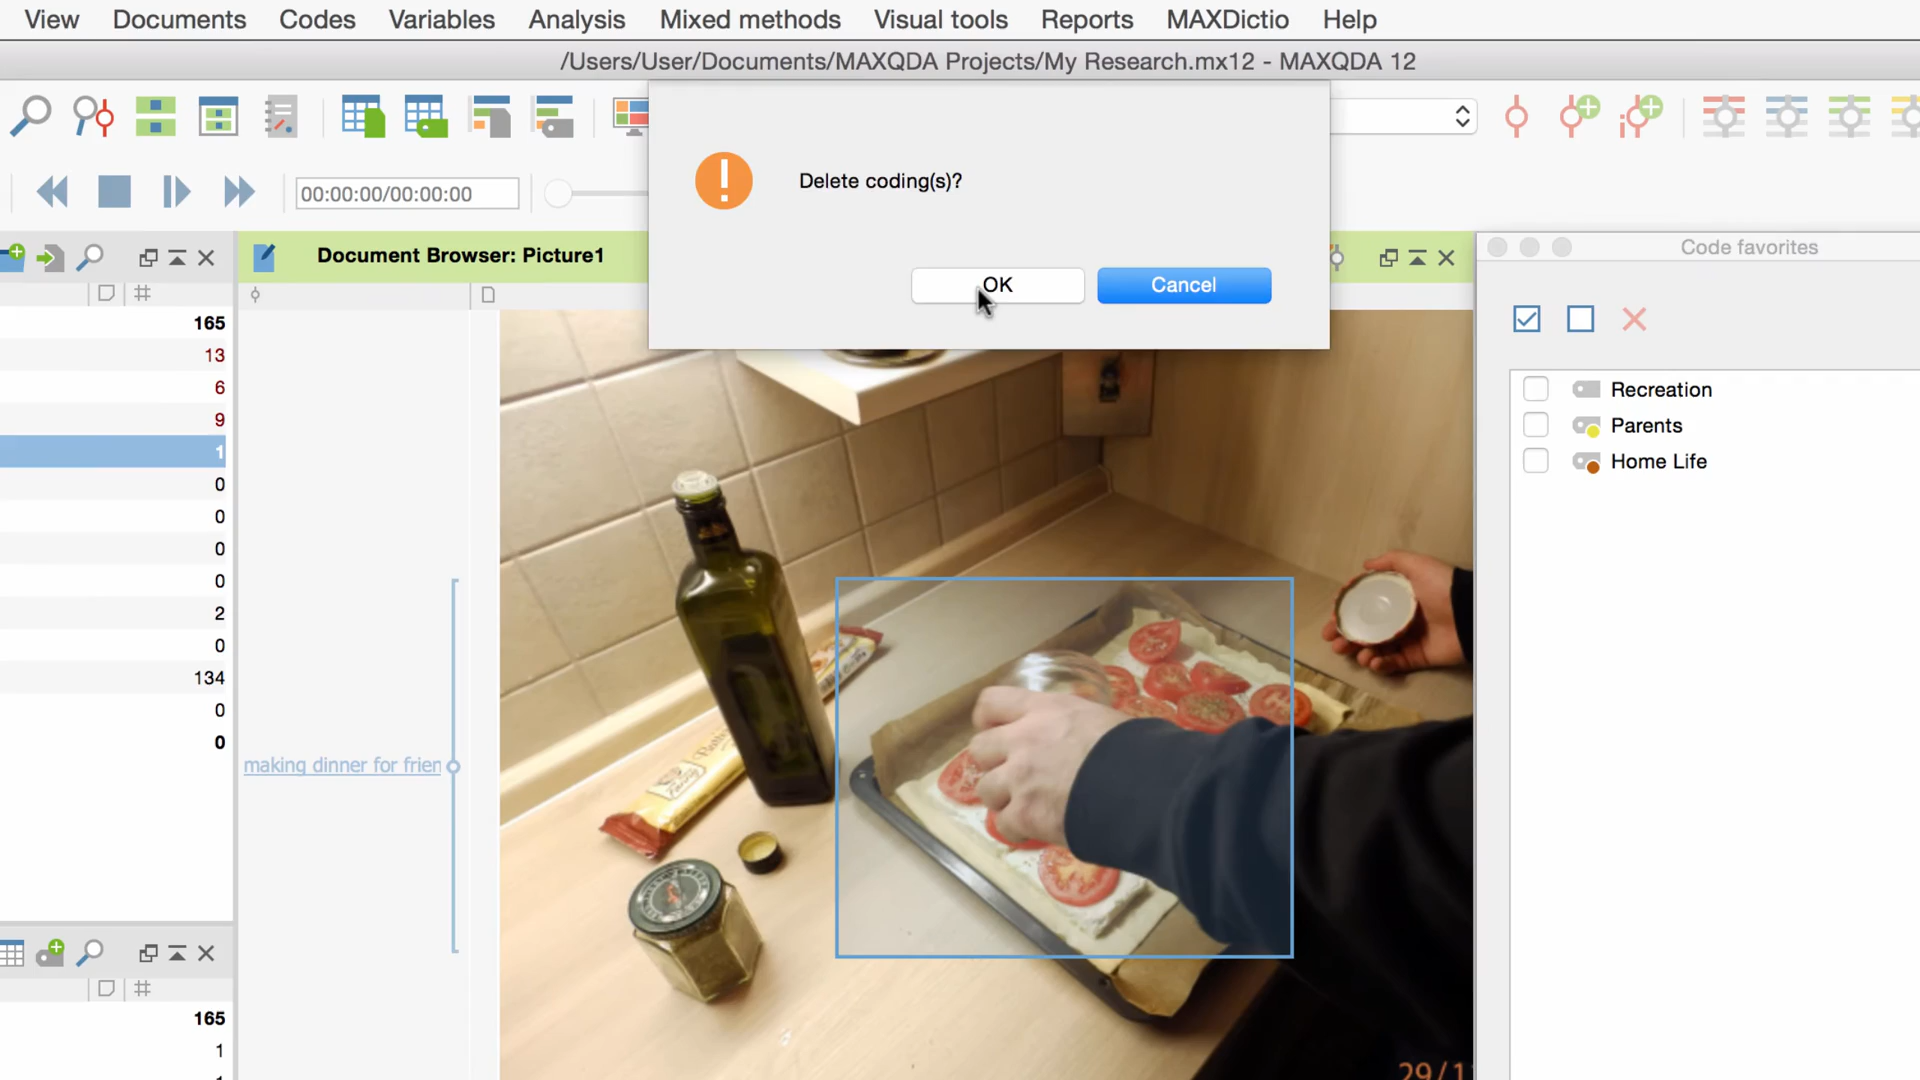 View Documents Codes Variables Analysis Mixed methods Visual tools Reports MAXDictio Help
/Users/User/Documents/MAXQDA Projects/My Research.mx12 - MAXQDA 12
Delete coding(s)?
OK Cancel
00:00:00/00:00:00
Document Browser: Picture1
Code favorites
165
13
6
9
1
0
0
0
0
2
0
134
0
0
Recreation
Parents
Home Life
making dinner for frien
165
1
29/1